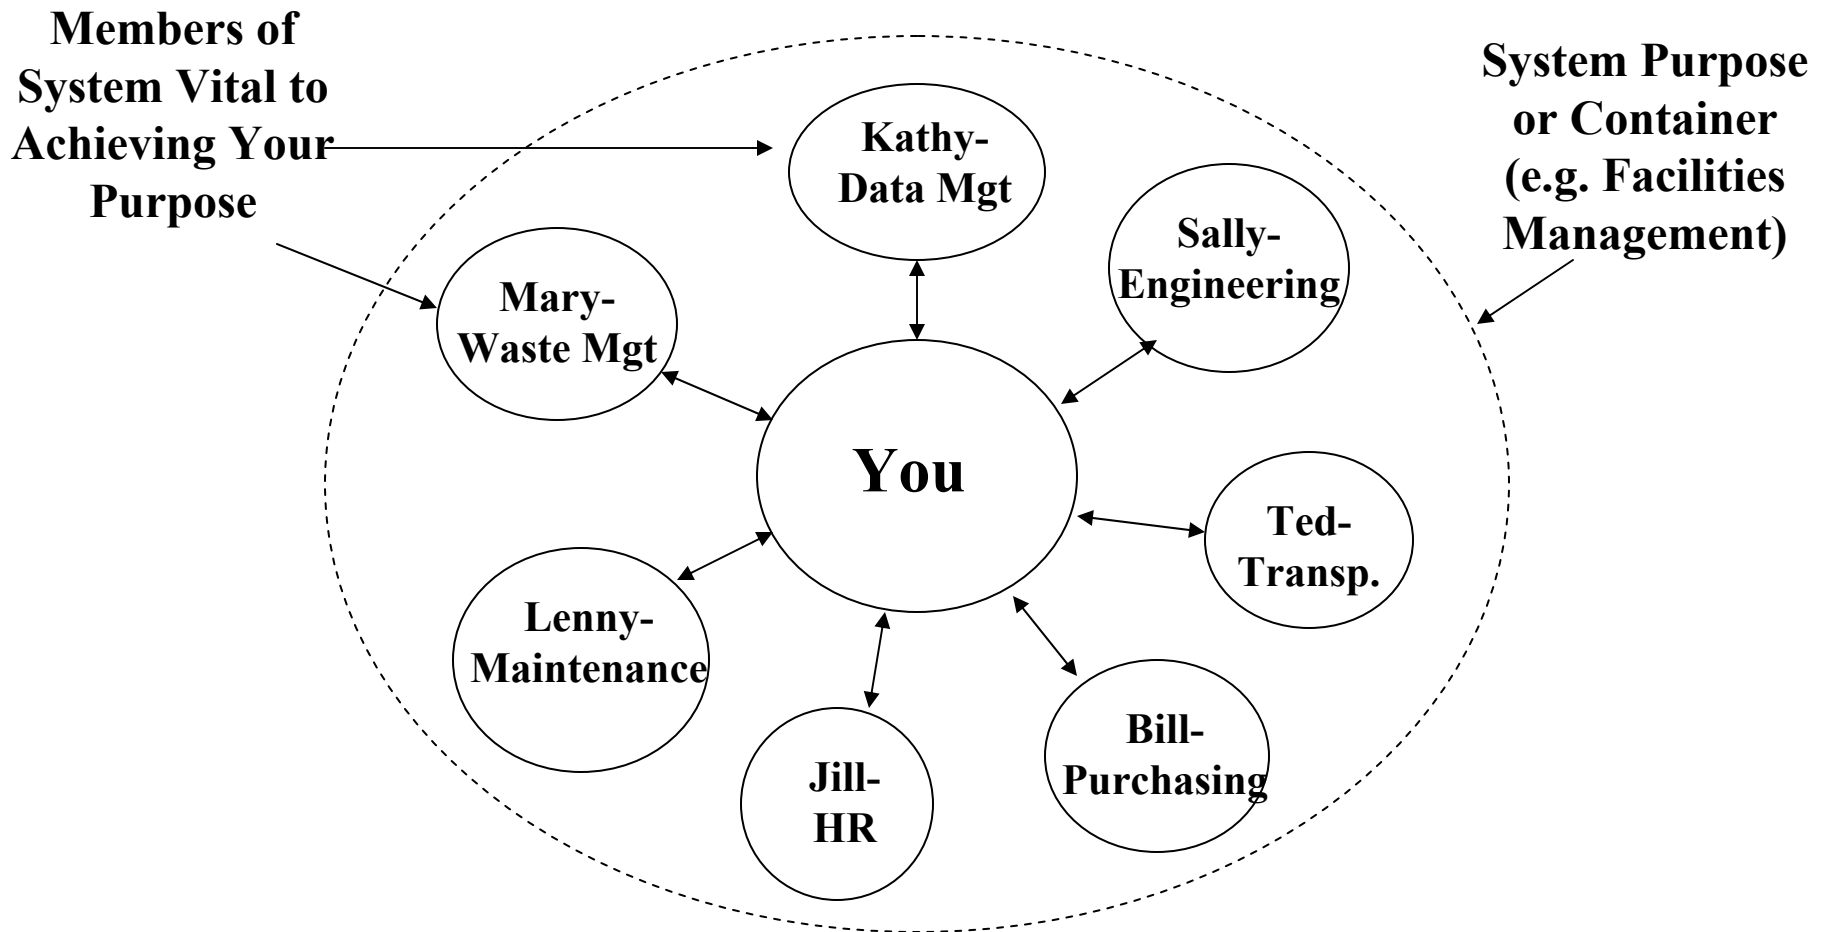 Members of
System Vital to
Achieving Your
Purpose
System Purpose
or Container
(e.g. Facilities
Management)
Kathy-
Data Mgt
Sally-
Engineering
Mary-
Waste Mgt
You
Ted-
Transp.
Lenny-
Maintenance
Bill-
Purchasing
Jill-
HR